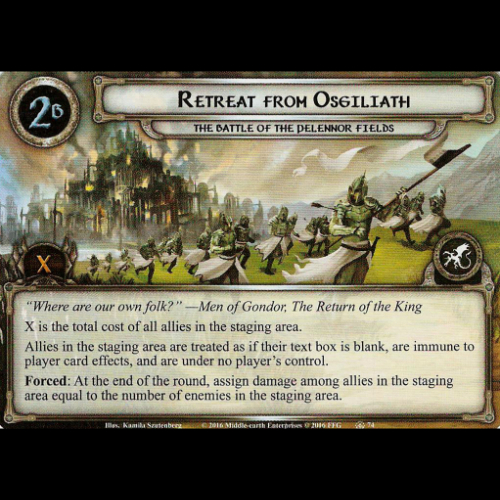 2B
RETREAT FROM OSGILIATH
THE BATTLE OF THE PELENNOR FIELDS
X
"Where are our own folk?" —Men of Gondor, The Return of the King
X is the total cost of all allies in the staging area.
Allies in the staging area are treated as if their text box is blank, are immune to
player card effects, and are under no player's control.
Forced: At the end of the round, assign damage among allies in the staging
area equal to the number of enemies in the staging area.
Illus. Kamila Szutenberg © 2016 Middle-earth Enterprises @ 2016 FFG 74